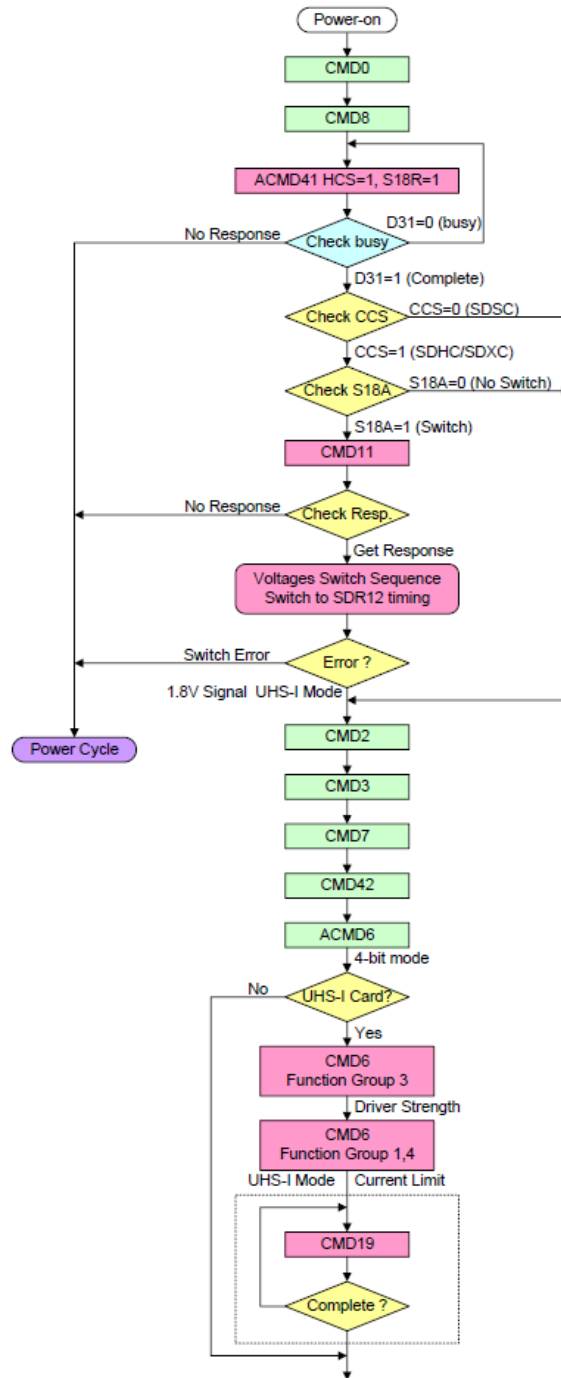 Power-on
CMD0
CMD8
ACMD41 HCS=1, S18R=1
D31=0 (busy)
No Response
Check busy
D31=1 (Complete)
Check CCS
CCS=0 (SDSC)
CCS=1 (SDHC/SDXC)
Check S18A
S18A=0 (No Switch)
S18A=1 (Switch)
CMD11
No Response
Check Resp.
Get Response
Voltages Switch Sequence
Switch to SDR12 timing
Switch Error
Error ?
1.8V Signal UHS-I Mode
CMD2
Power Cycle
CMD3
CMD7
CMD42
ACMD6
4-bit mode
No
UHS-I Card?
Yes
CMD6
Function Group 3
Driver Strength
CMD6
Function Group 1,4
UHS-I Mode
Current Limit
CMD19
Complete ?